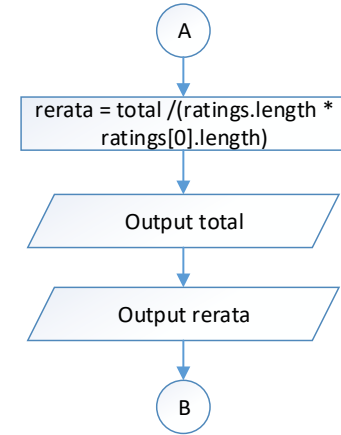 A
rerata = total /(ratings.length *
ratings[0].length)
Output total
Output rerata
B